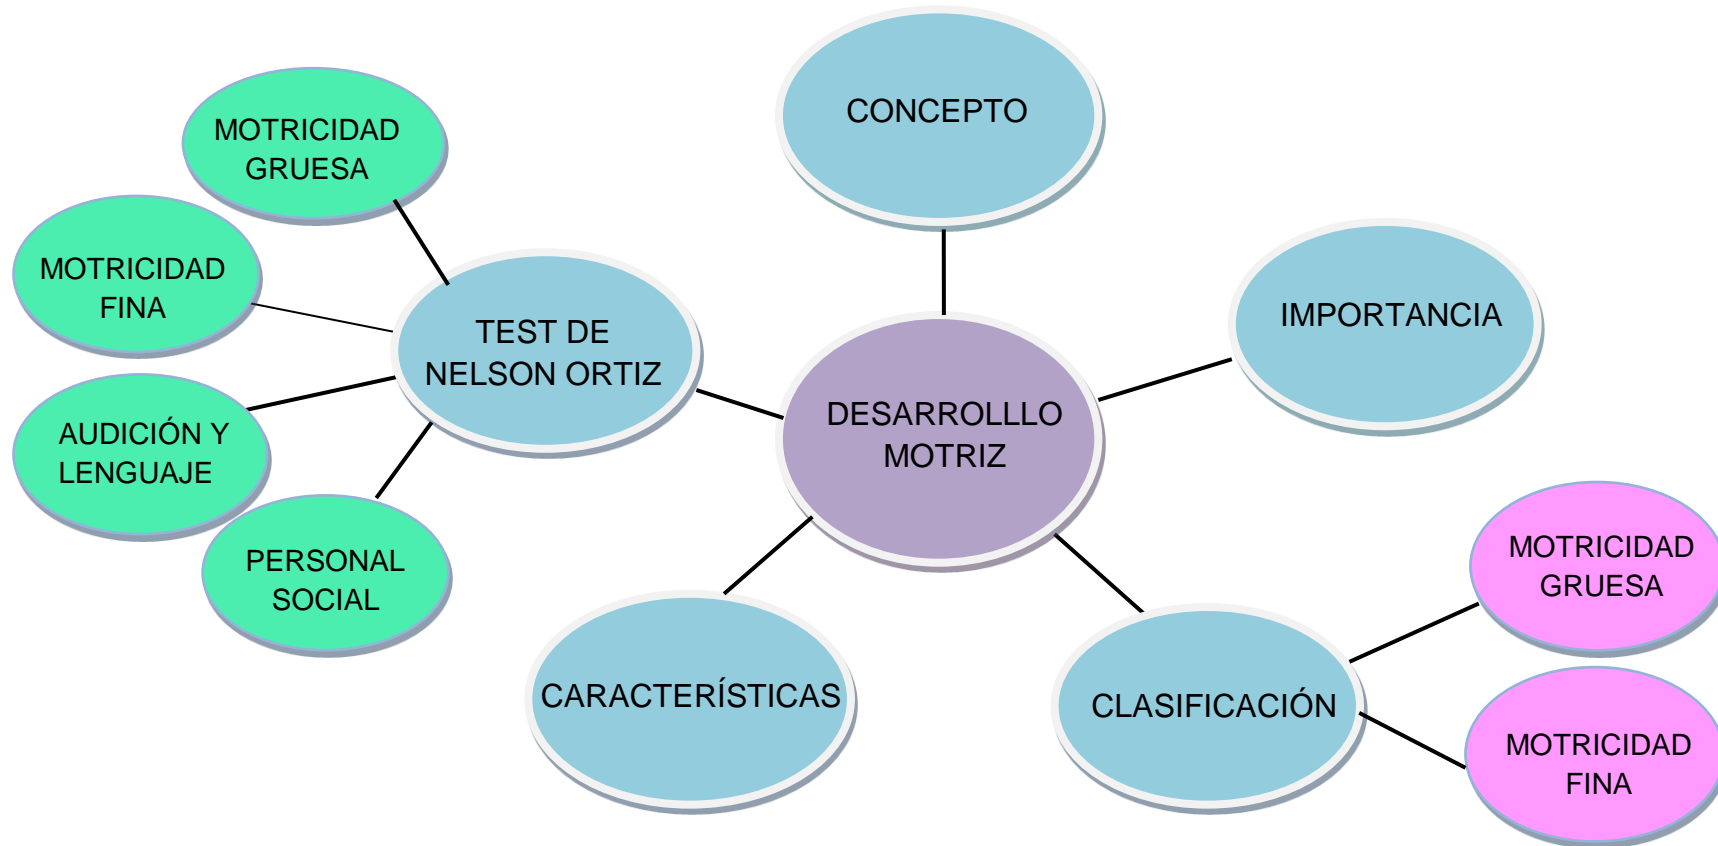 CONCEPTO
MOTRICIDAD
GRUESA
MOTRICIDAD
FINA
TEST DE
NELSON ORTIZ
AUDICIÓN Y
LENGUAJE
PERSONAL
SOCIAL
IMPORTANCIA
DESARROLLLO
MOTRIZ
CARACTERÍSTICAS
CLASIFICACIÓN
MOTRICIDAD
GRUESA
MOTRICIDAD
FINA